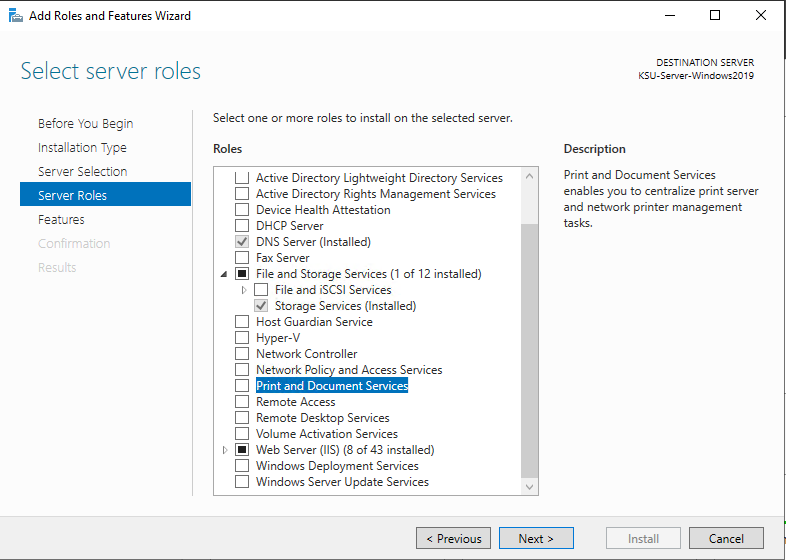 Add Roles and Features Wizard
Select server roles
DESTINATION SERVER
KSU-Server-Windows2019
Before You Begin
Installation Type
Server Selection
Server Roles
Features
Confirmation
Results
Select one or more roles to install on the selected server.
Roles
Active Directory Lightweight Directory Services
Active Directory Rights Management Services
Device Health Attestation
DHCP Server
DNS Server (Installed)
Fax Server
File and Storage Services (1 of 12 installed)
File and iSCSI Services
Storage Services (Installed)
Host Guardian Service
Hyper-V
Network Controller
Network Policy and Access Services
Print and Document Services
Remote Access
Remote Desktop Services
Volume Activation Services
Web Server (IIS) (8 of 43 installed)
Windows Deployment Services
Windows Server Update Services
Description
Print and Document Services
enables you to centralize print server
and network printer management
tasks.
< Previous
Next >
Install
Cancel